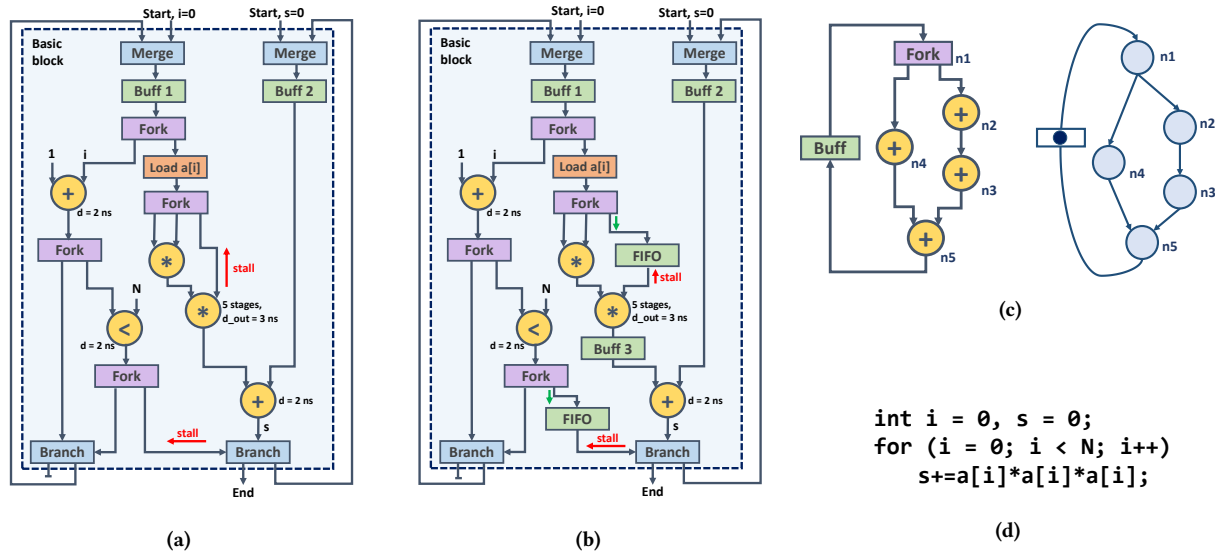 Start, i=0
Start, s=0
Basic
block
Merge
Merge
Buff 1
Buff 2
Fork
1
i
Load a[i]
+
d = 2 ns
Fork
Fork
*
stall
N
*
5 stages,
d_out = 3 ns
<
d = 2 ns
Fork
+
d = 2 ns
s
stall
Branch
Branch
End
(a)
Start, i=0
Start, s=0
Basic
block
Merge
Merge
Buff 1
Buff 2
Fork
1
i
Load a[i]
+
d = 2 ns
Fork
Fork
*
FIFO
stall
N
*
5 stages,
d_out = 3 ns
<
d = 2 ns
Buff 3
Fork
+
d = 2 ns
FIFO
s
stall
Branch
Branch
End
(b)
Fork
n1
+
n2
Buff
+
n4
+
n3
+
n5
n1
n2
n4
n3
n5
(c)
int i = 0, s = 0;
for (i = 0; i < N; i++)
s+=a[i]*a[i]*a[i];
(d)